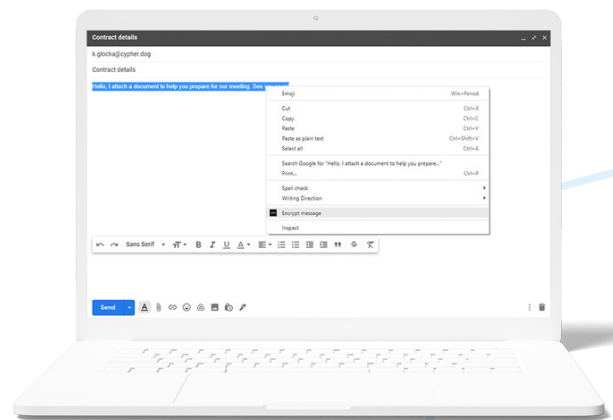 Contract details
k.glocka@cypher.dog
Contract details
Hello, I attach a document to help you prepare for our meeting. See
Emoji Win+Period
Cut Ctrl+X
Copy Ctrl+C
Paste Ctrl+V
Paste as plain text Ctrl+Shift+V
Select all Ctrl+A
Search Google for "Hello, I attach a document to help you prepare..."
Print... Ctrl+P
Spell check
Writing Direction
Encrypt message
Inspect
Sans Serif B I U A
Send A